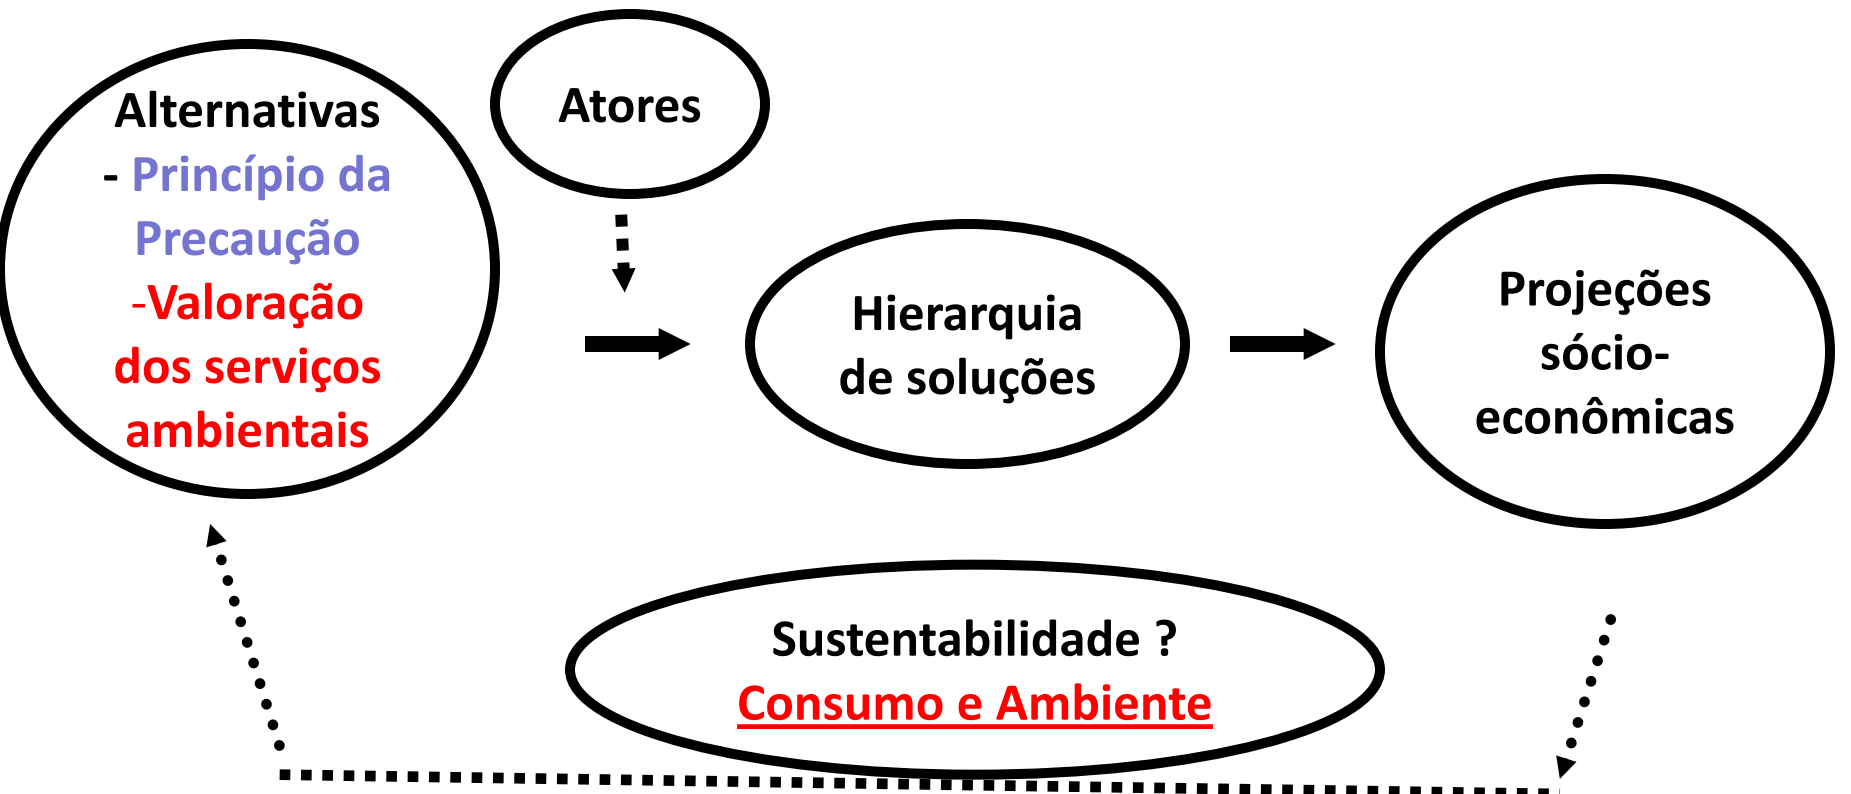 Alternativas
- Princípio da
Precaução
-Valoração
dos serviços
ambientais
Atores
Hierarquia
de soluções
Projeções
sócio-
econômicas
Sustentabilidade ?
Consumo e Ambiente